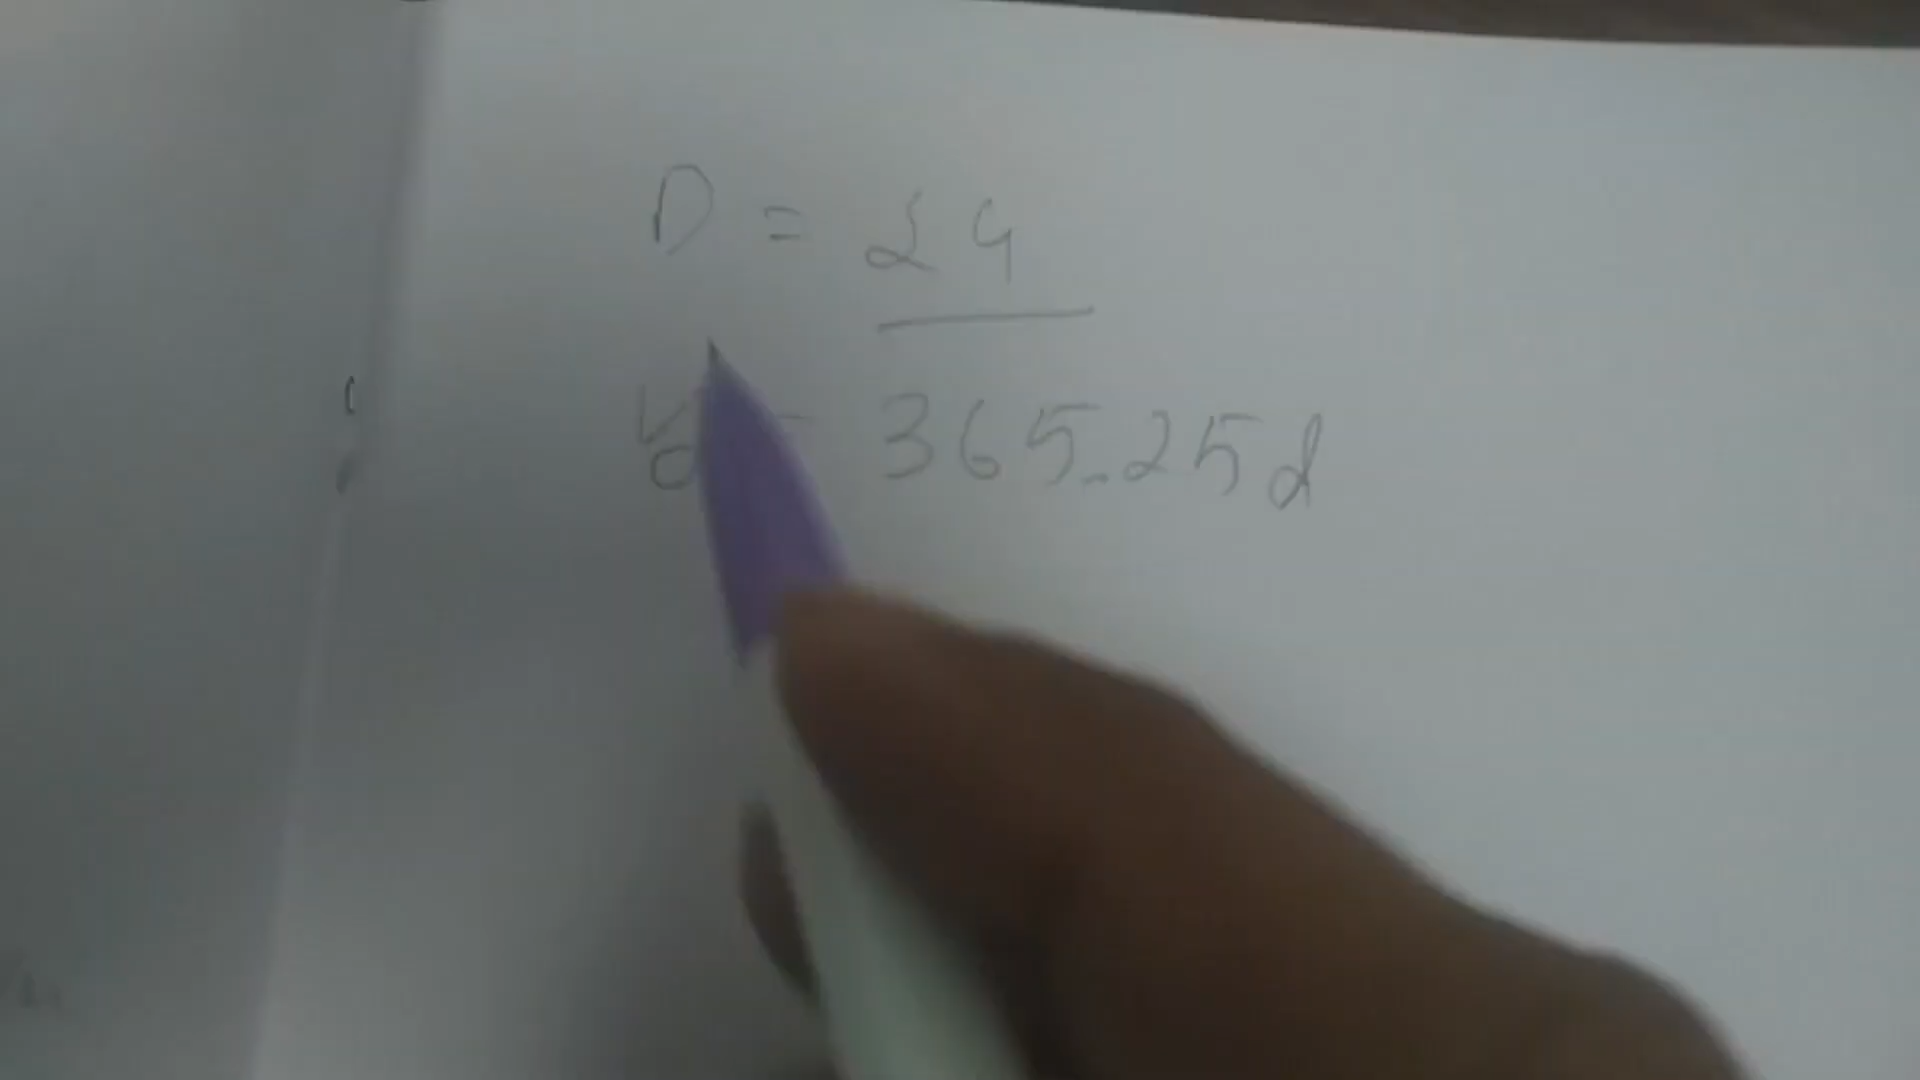 D = 24
= 365.25d